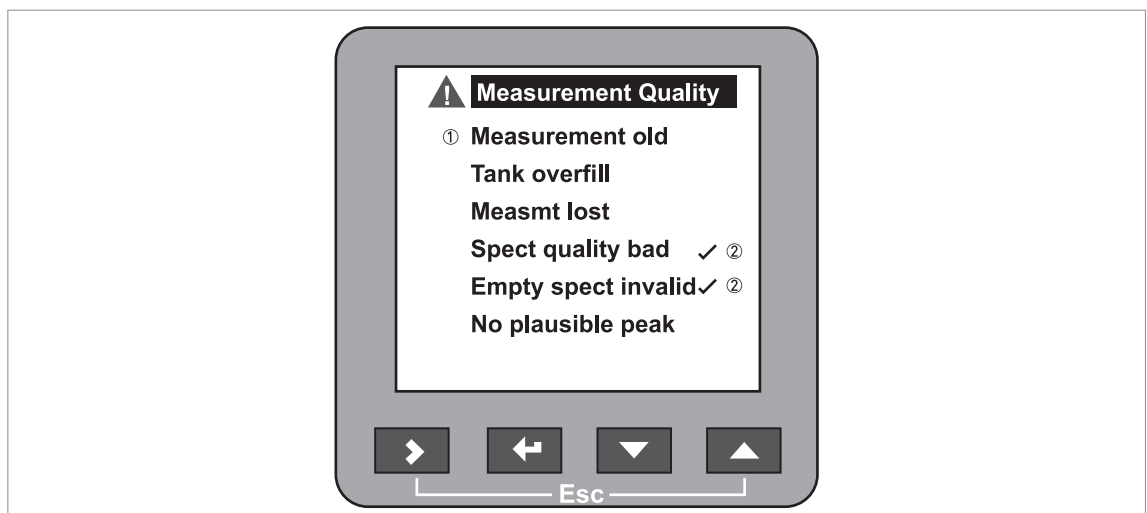 Measurement Quality
① Measurement old
Tank overfill
Measmt lost
Spect quality bad ✓ ②
Empty spect invalid ✓ ②
No plausible peak
Esc